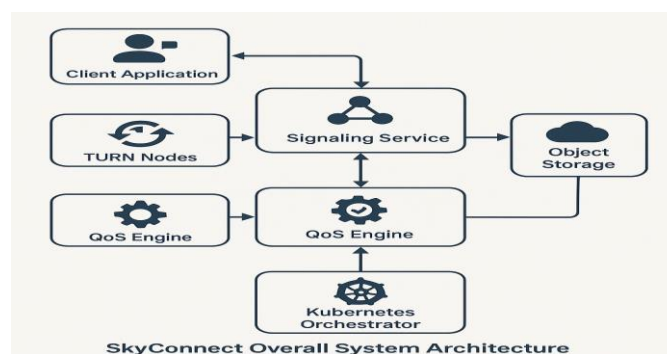 Client Application
Signaling Service
TURN Nodes
Object
Storage
QoS Engine
QoS Engine
Kubernetes
Orchestrator
SkyConnect Overall System Architecture